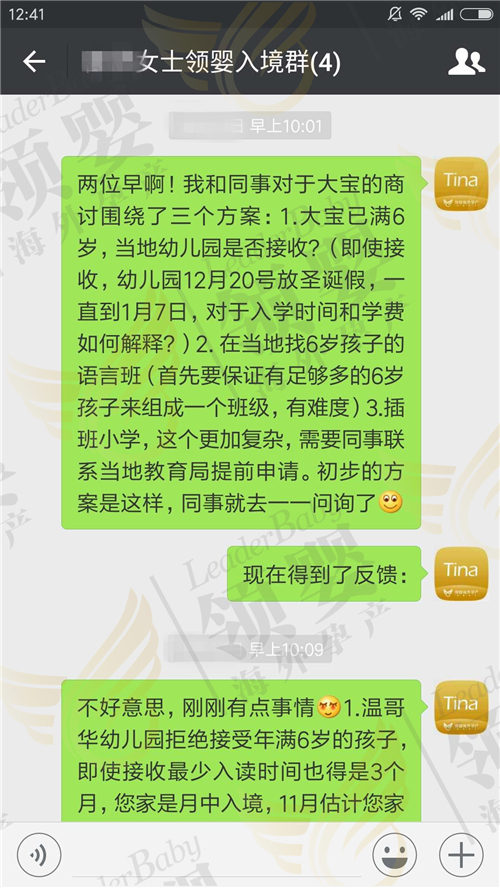 12:41
女士领婴入境群(4)
早上10:01
两位早啊！我和同事对于大宝的商
讨围绕了三个方案：1.大宝已满6
岁，当地幼儿园是否接收？（即使接
收，幼儿园12月20号放圣诞假，一
直到1月7日，对于入学时间和学费
如何解释？）2. 在当地找6岁孩子的
语言班（首先要保证有足够多的6岁
孩子来组成一个班级，有难度）3.插
班小学，这个更加复杂，需要同事联
系当地教育局提前申请。初步的方
案是这样，同事就去一一问询了
Tina
现在得到了反馈：
Tina
早上10:09
不好意思，刚刚有点事情1.温哥
华幼儿园拒绝接受年满6岁的孩子，
即使接收最少入读时间也得是3个
月，您家是月中入境，11月估计您家
Tina
LeaderBaby
领婴
海外孕产